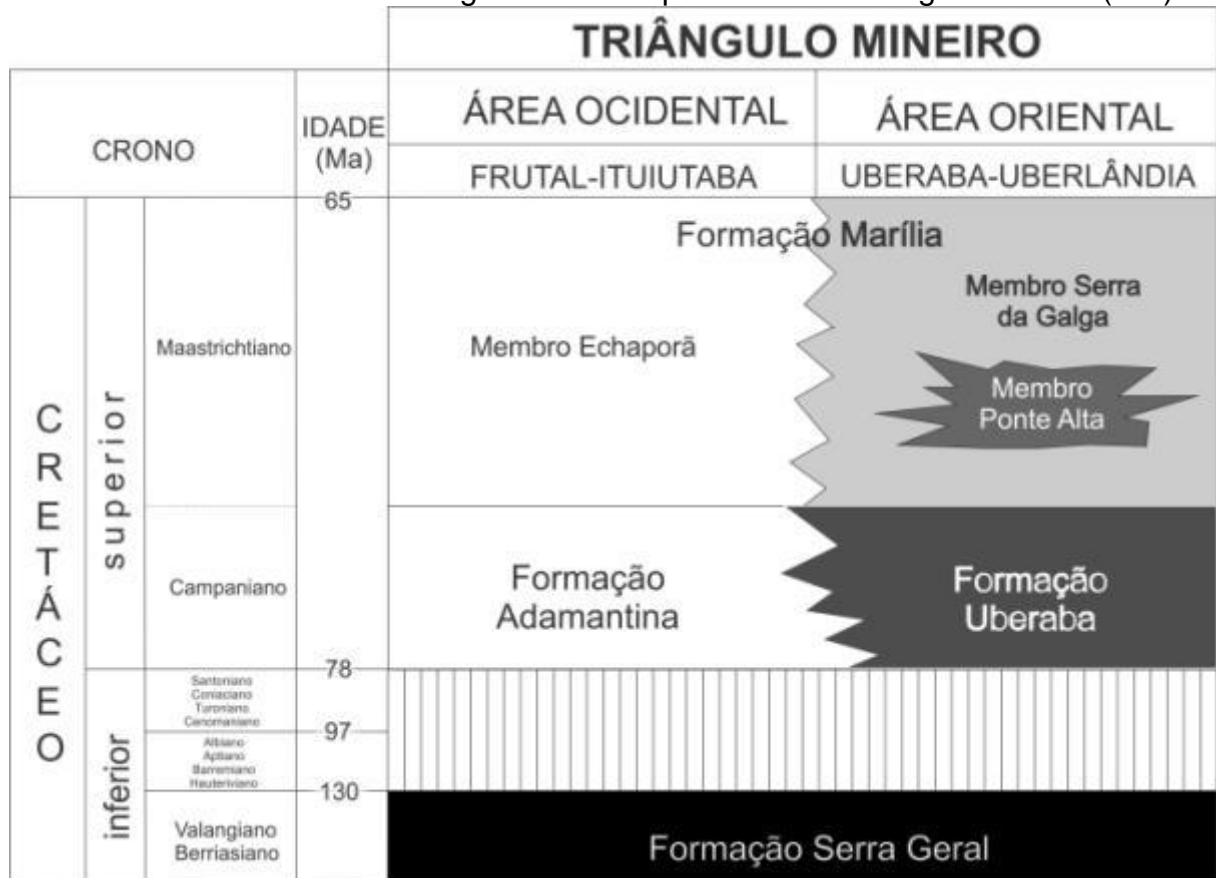 TRIÂNGULO MINEIRO
CRONO
IDADE
(Ma)
ÁREA OCIDENTAL
ÁREA ORIENTAL
FRUTAL-ITUIUTABA
UBERABA-UBERLÂNDIA
65
Formação Marília
Membro Serra
da Galga
Maastrichtiano
Membro Echaporã
Membro
Ponte Alta
CRETÁCEO
superior
Campaniano
Formação
Adamantina
Formação
Uberaba
78
Santoniano
Coniaciano
Turoniano
Cenomaniano
97
inferior
Albiano
Aptiano
Barremiano
Hauteriviano
130
Valangiano
Berriasiano
Formação Serra Geral